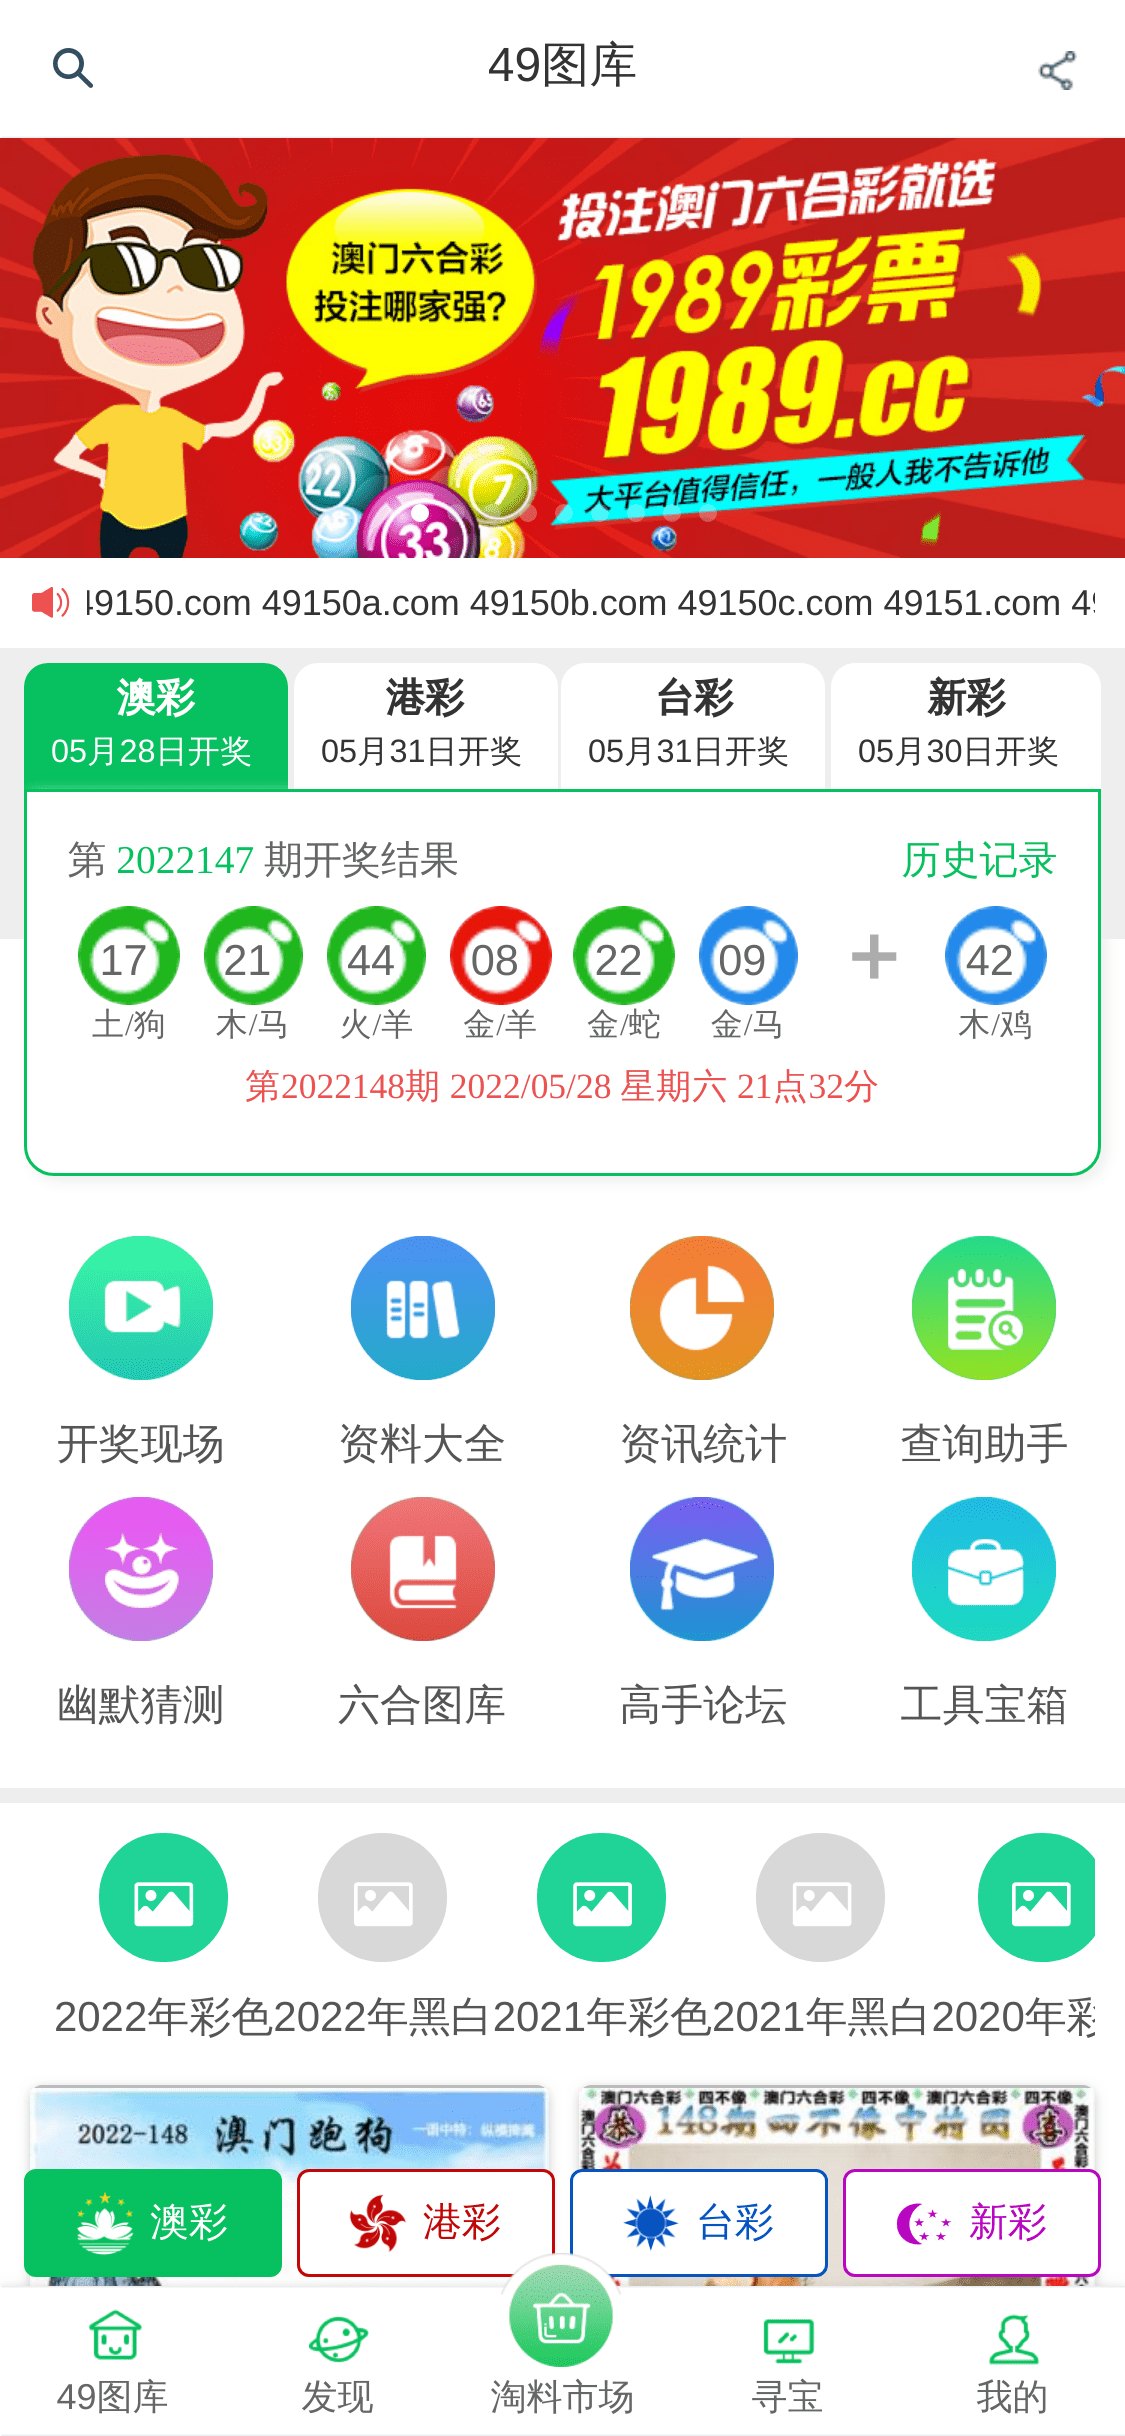 49图库
投注澳门六合彩就选
澳门六合彩
投注哪家强?
1989彩票
1989.cc
大平台值得信任，一般人我不告诉他
33
22
7
33
8
49150.com 49150a.com 49150b.com 49150c.com 49151.com 49
澳彩 港彩 台彩 新彩
05月28日开奖 05月31日开奖 05月31日开奖 05月30日开奖
第 2022147 期开奖结果 历史记录
17 21 44 08 22 09 + 42
土/狗 木/马 火/羊 金/羊 金/蛇 金/马 木/鸡
第2022148期 2022/05/28 星期六 21点32分
开奖现场 资料大全 资讯统计 查询助手
幽默猜测 六合图库 高手论坛 工具宝箱
2022年彩色 2022年黑白 2021年彩色 2021年黑白 2020年彩
2022-148 澳门跑狗
澳门六合彩 四不像 澳门六合彩 四不像 澳门六合彩 四不像
恭 148期四不像中特图 喜
澳彩 港彩 台彩 新彩
49图库 发现 淘料市场 寻宝 我的